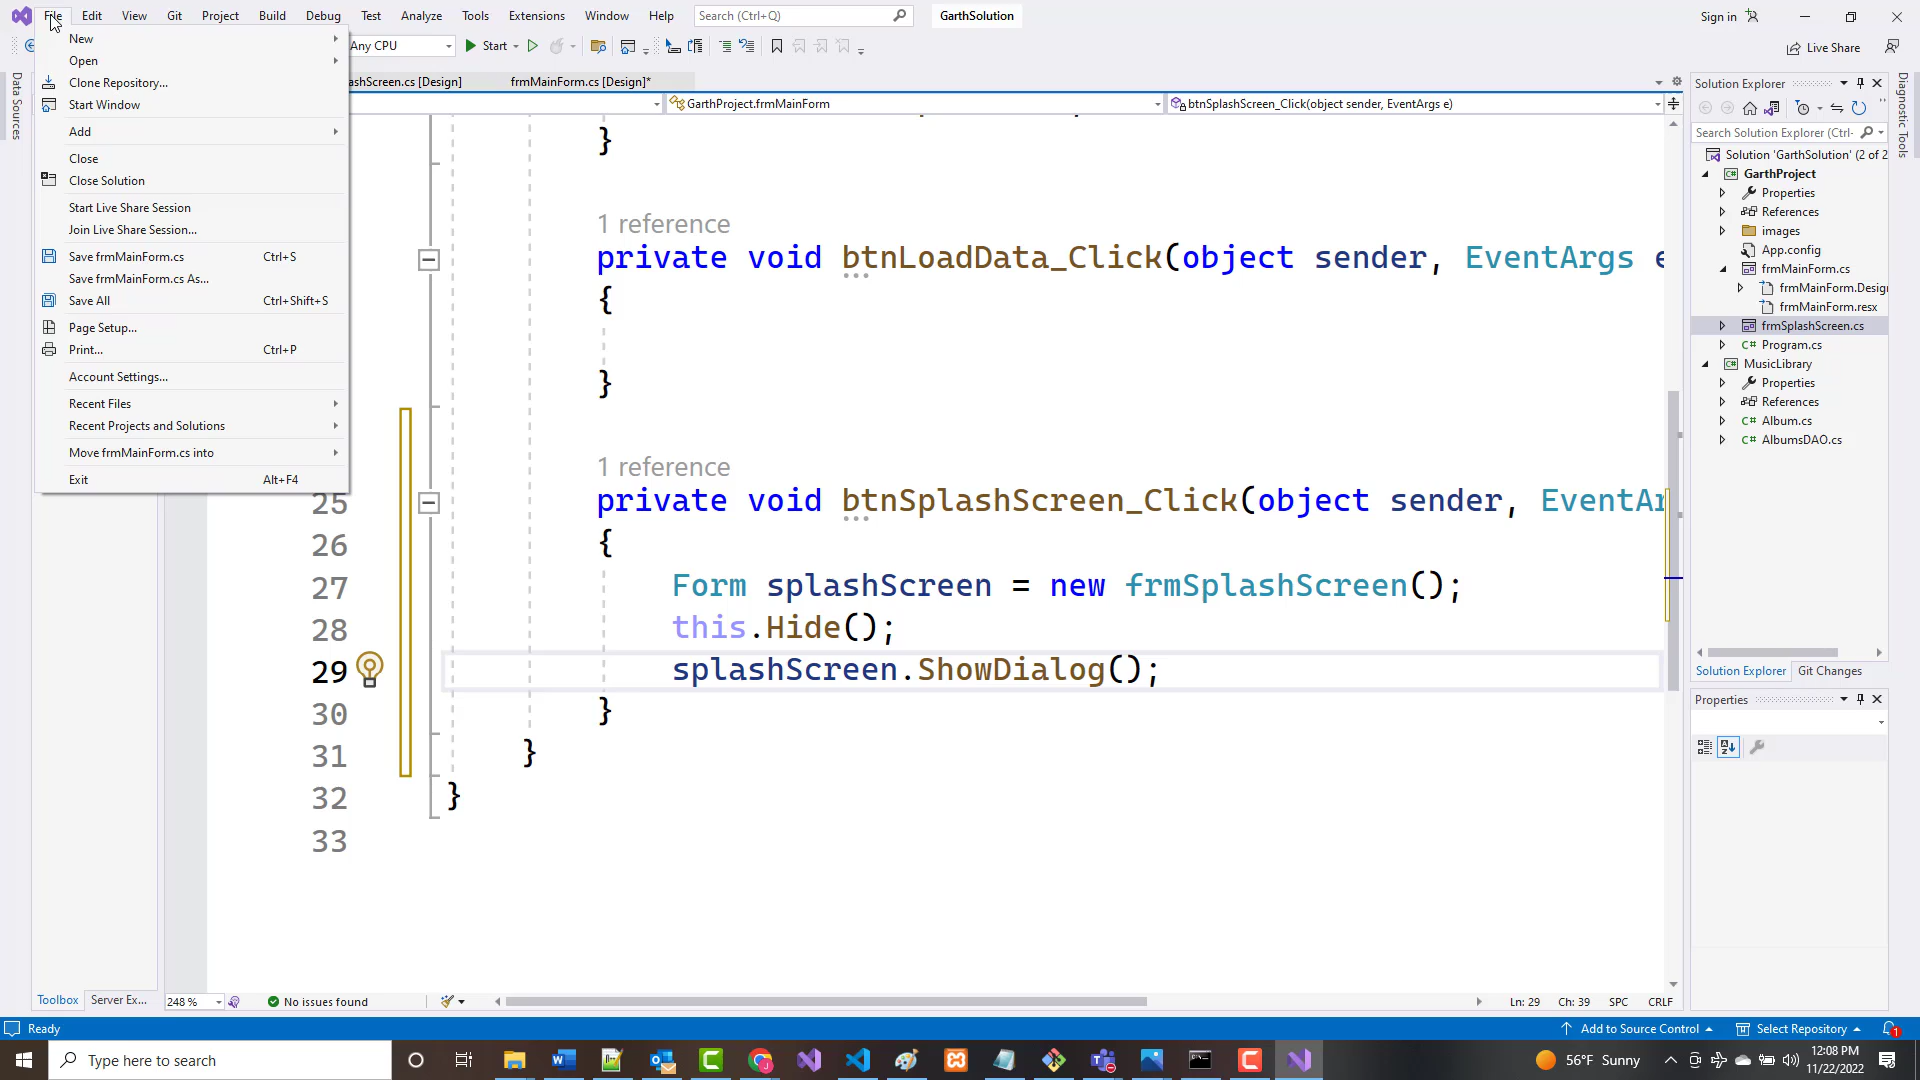 File Edit View Git Project Build Debug Test Analyze Tools Extensions Window Help Search (Ctrl+Q) GarthSolution Sign in
Any CPU Start Live Share
New
Open
Clone Repository...
Start Window
Add
Close
Close Solution
Start Live Share Session
Join Live Share Session...
Save frmMainForm.cs Ctrl+S
Save frmMainForm.cs As...
Save All Ctrl+Shift+S
Page Setup...
Print... Ctrl+P
Account Settings...
Recent Files
Recent Projects and Solutions
Move frmMainForm.cs into
Exit Alt+F4
Data Sources
ashScreen.cs [Design] frmMainForm.cs [Design]*
GarthProject.frmMainForm btnSplashScreen_Click(object sender, EventArgs e)
}
1 reference
private void btnLoadData_Click(object sender, EventArgs e
{
}
1 reference
25 private void btnSplashScreen_Click(object sender, EventAr
26 {
27 Form splashScreen = new frmSplashScreen();
28 this.Hide();
29 splashScreen.ShowDialog();
30 }
31 }
32 }
33
Solution Explorer
Search Solution Explorer (Ctrl-
Solution 'GarthSolution' (2 of 2
C# GarthProject
Properties
References
images
App.config
frmMainForm.cs
frmMainForm.Desig
frmMainForm.resx
frmSplashScreen.cs
C# Program.cs
C# MusicLibrary
Properties
References
C# Album.cs
C# AlbumsDAO.cs
Solution Explorer Git Changes
Properties
Diagnostic Tools
Toolbox Server Ex... 248 % No issues found Ln: 29 Ch: 39 SPC CRLF
Ready Add to Source Control Select Repository 1
Type here to search 56°F Sunny 12:08 PM
11/22/2022